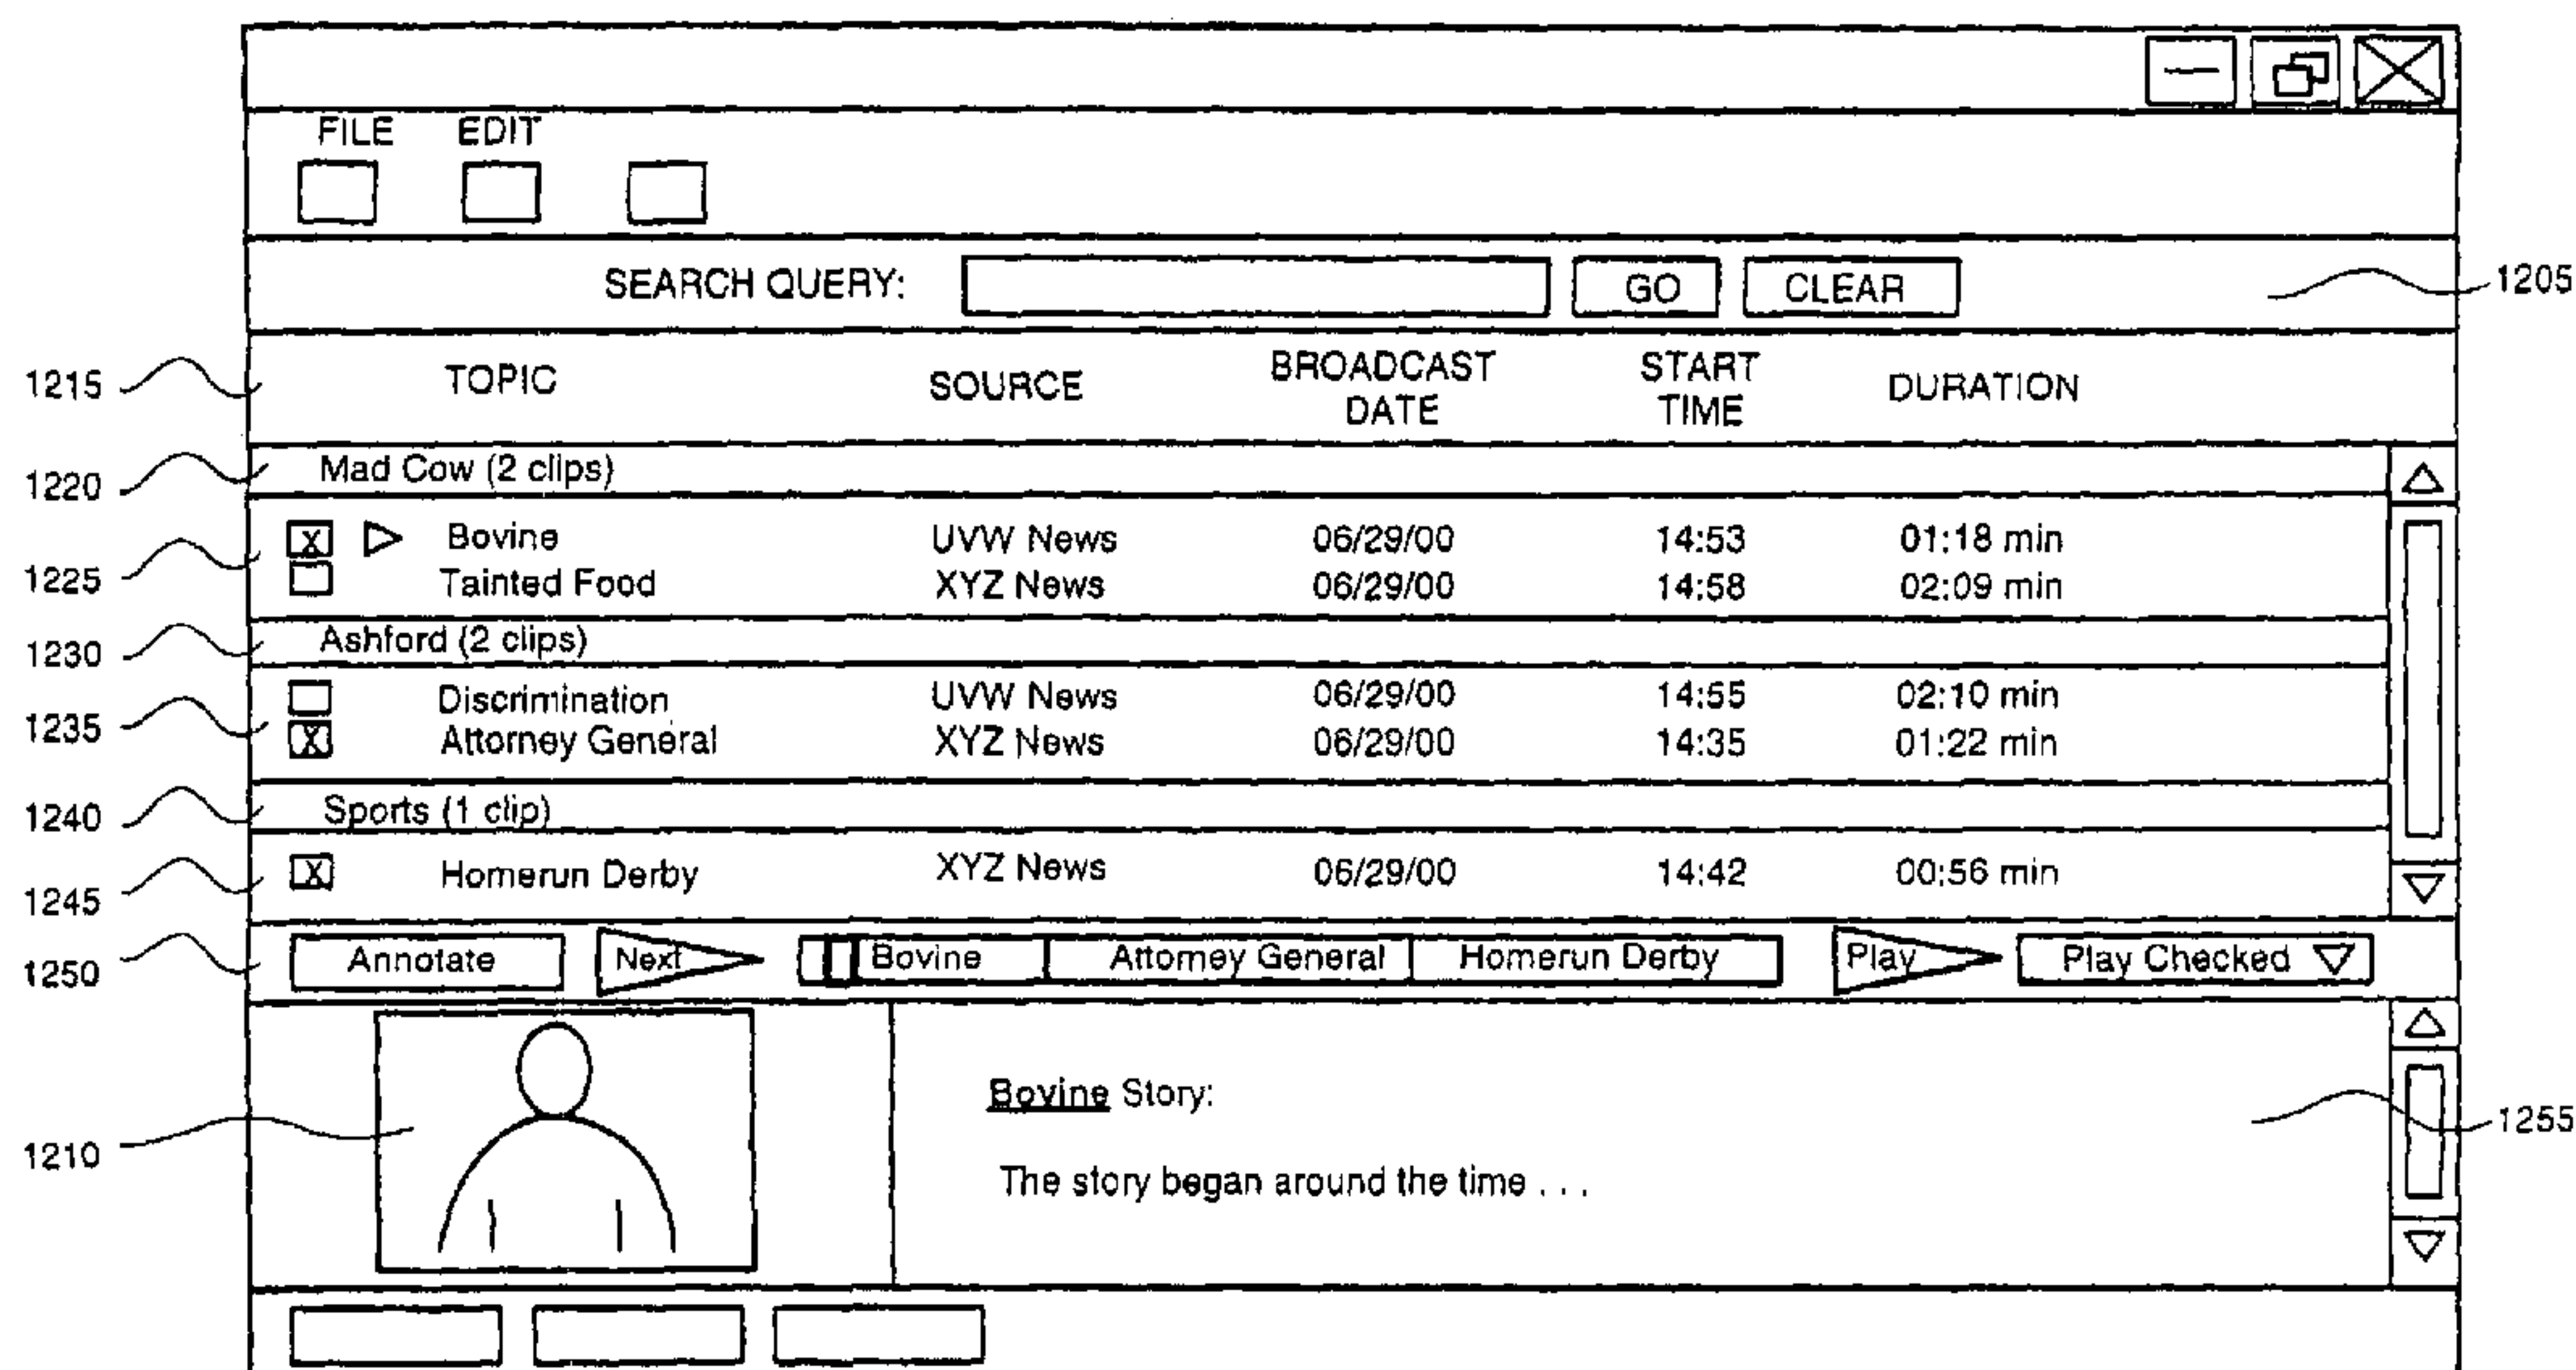 FILE EDIT
SEARCH QUERY: GO CLEAR 1205
1215 TOPIC SOURCE BROADCAST DATE START TIME DURATION
1220 Mad Cow (2 clips)
X Bovine UVW News 06/29/00 14:53 01:18 min
1225 Tainted Food XYZ News 06/29/00 14:58 02:09 min
1230 Ashford (2 clips)
Discrimination UVW News 06/29/00 14:55 02:10 min
1235 X Attorney General XYZ News 06/29/00 14:35 01:22 min
1240 Sports (1 clip)
1245 X Homerun Derby XYZ News 06/29/00 14:42 00:56 min
1250 Annotate Next Bovine Attorney General Homerun Derby Play Play Checked
Bovine Story: 1255
1210 The story began around the time . . .